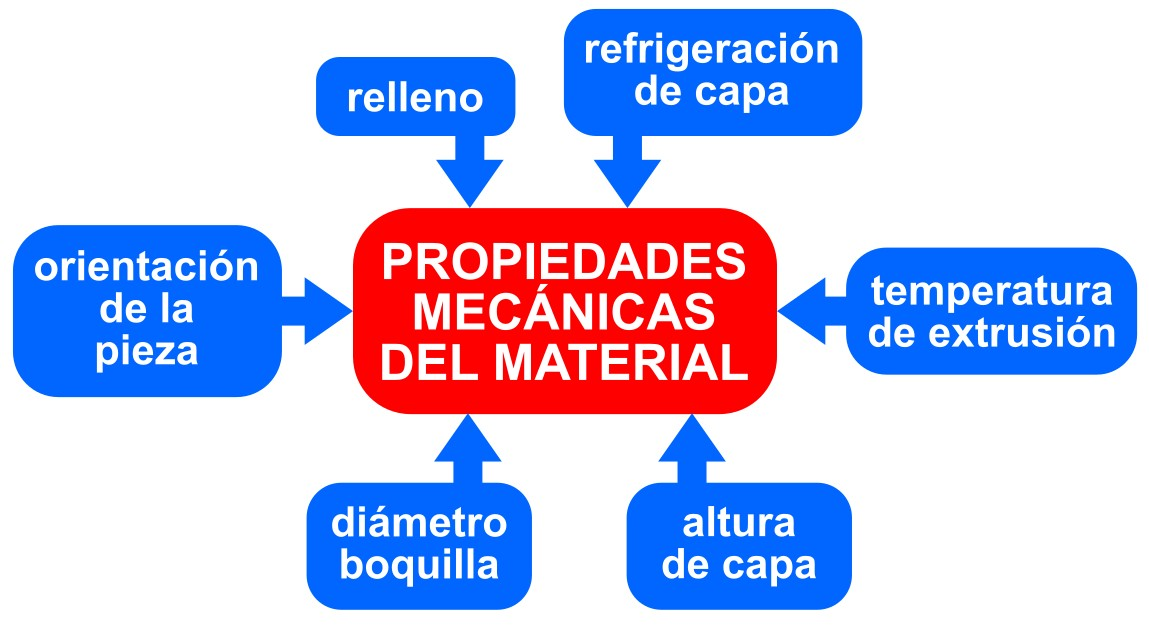 relleno
refrigeración
de capa
orientación
de la
pieza
PROPIEDADES
MECÁNICAS
DEL MATERIAL
temperatura
de extrusión
diámetro
boquilla
altura
de capa